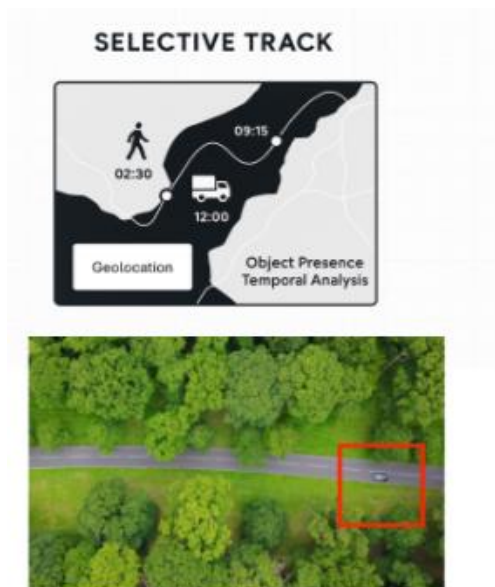 SELECTIVE TRACK
09:15
02:30
12:00
Geolocation
Object Presence
Temporal Analysis